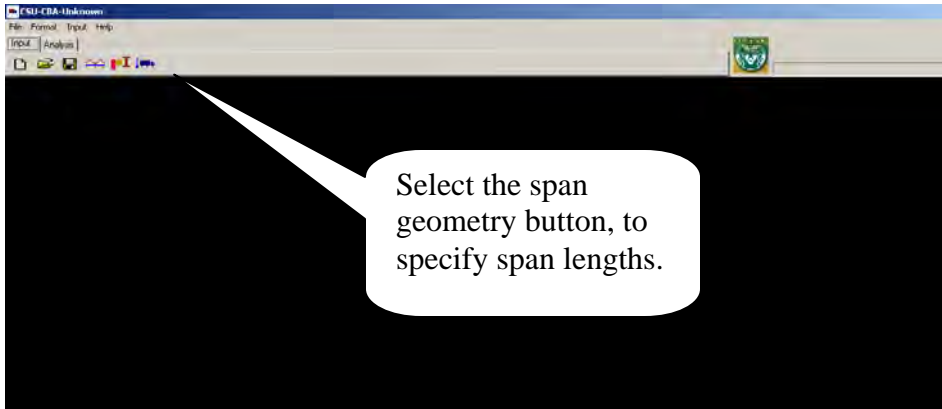 CSU-CBA-Unknown
File Format Input Help
Input Analysis
Select the span
geometry button, to
specify span lengths.